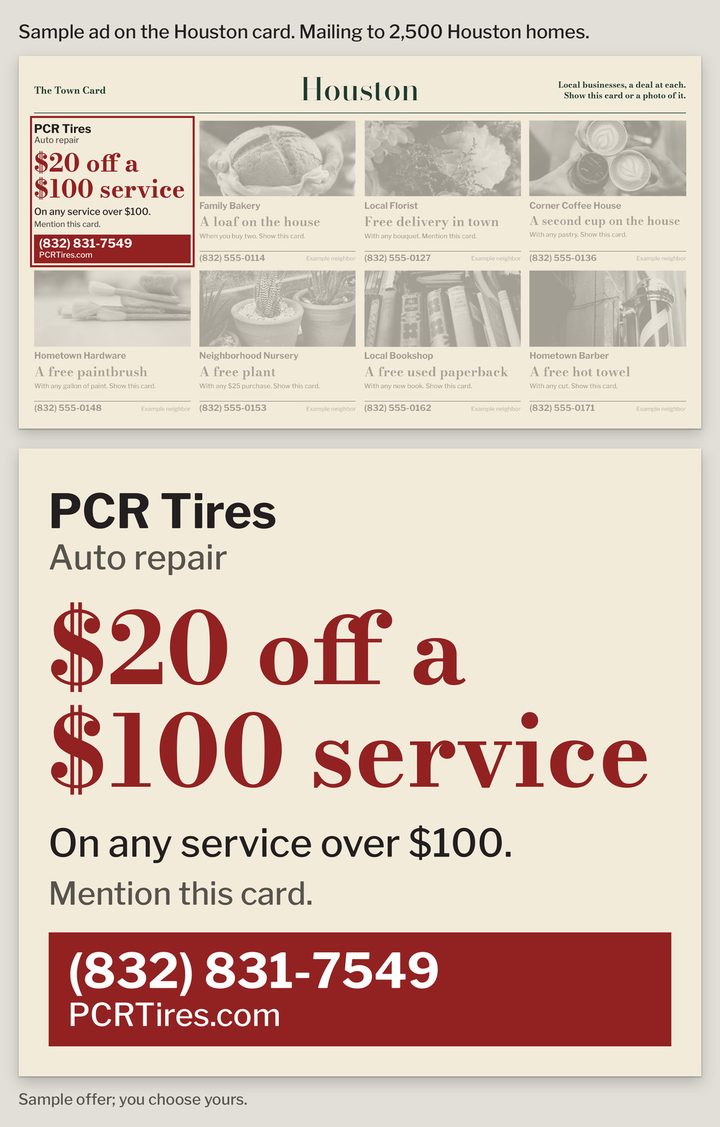 Sample ad on the Houston card. Mailing to 2,500 Houston homes.
The Town Card
Houston
Local businesses, a deal at each.
Show this card or a photo of it.
PCR Tires
Auto repair
$20 off a
$100 service
On any service over $100.
Mention this card.
(832) 831-7549
PCRTires.com
Family Bakery
A loaf on the house
When you buy two. Show this card.
(832) 555-0114
Example neighbor
Local Florist
Free delivery in town
With any bouquet. Mention this card.
(832) 555-0127
Example neighbor
Corner Coffee House
A second cup on the house
With any pastry. Show this card.
(832) 555-0136
Example neighbor
Hometown Hardware
A free paintbrush
With any gallon of paint. Show this card.
(832) 555-0148
Example neighbor
Neighborhood Nursery
A free plant
With any $25 purchase. Show this card.
(832) 555-0153
Example neighbor
Local Bookshop
A free used paperback
With any new book. Show this card.
(832) 555-0162
Example neighbor
Hometown Barber
A free hot towel
With any cut. Show this card.
(832) 555-0171
Example neighbor
PCR Tires
Auto repair
$20 off a
$100 service
On any service over $100.
Mention this card.
(832) 831-7549
PCRTires.com
Sample offer; you choose yours.